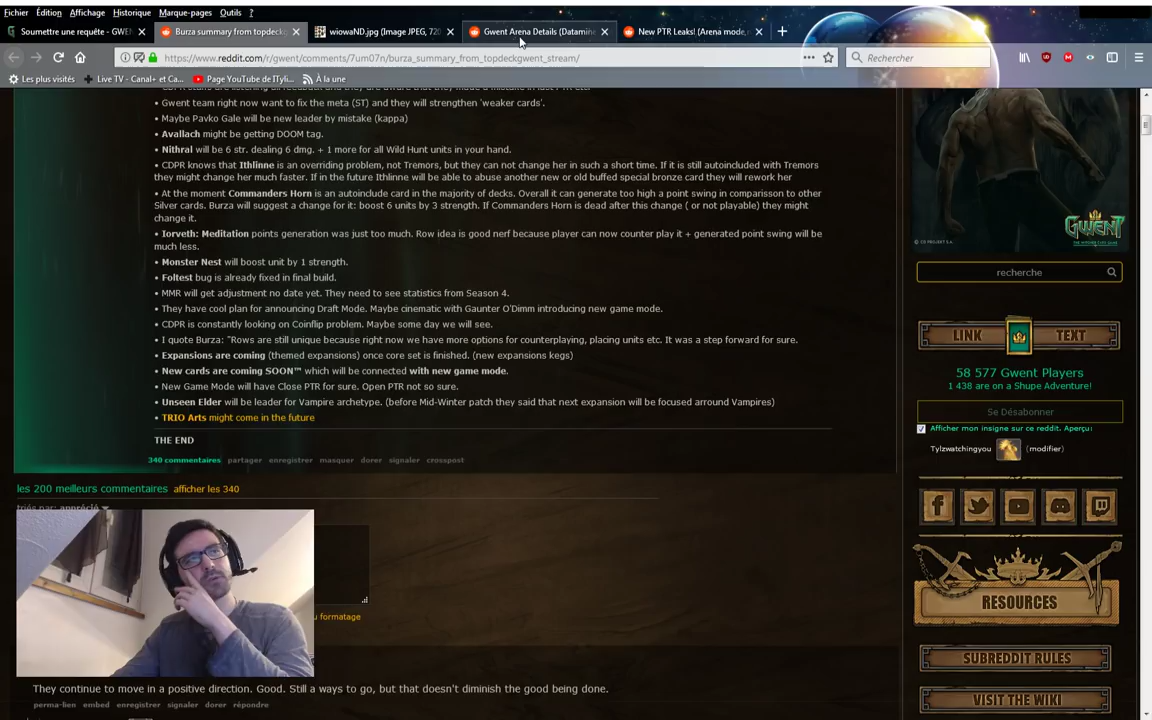 Fichier Édition Affichage Historique Marque-pages Outils ?
Soumettre une requête - GWEN
Burza summary from topdeck
wiowaND.jpg (Image JPEG, 720
Gwent Arena Details (Datamine
New PTR Leaks! (Arena mode,
https://www.reddit.com/r/gwent/comments/7um07n/burza_summary_from_topdeckgwent_stream/
Rechercher
Les plus visités
Live TV - Canal+ et Ca...
Page YouTube de ITyli...
À la une
• Gwent team right now want to fix the meta (ST) and they will strengthen 'weaker cards'.
• Maybe Pavko Gale will be new leader by mistake (kappa)
• Avallach might be getting DOOM tag.
• Nithral will be 6 str. dealing 6 dmg. + 1 more for all Wild Hunt units in your hand.
• CDPR knows that Ithlinne is an overriding problem, not Tremors, but they can not change her in such a short time. If it is still autoincluded with Tremors
they might change her much faster. If in the future Ithlinne will be able to abuse another new or old buffed special bronze card they will rework her
• At the moment Commanders Horn is an autoinclude card in the majority of decks. Overall it can generate too high a point swing in comparisson to other
Silver cards. Burza will suggest a change for it: boost 6 units by 3 strength. If Commanders Horn is dead after this change ( or not playable) they might
change it.
• Iorveth: Meditation points generation was just too much. Row idea is good nerf because player can now counter play it + generated point swing will be
much less.
• Monster Nest will boost unit by 1 strength.
• Foltest bug is already fixed in final build.
• MMR will get adjustment no date yet. They need to see statistics from Season 4.
• They have cool plan for announcing Draft Mode. Maybe cinematic with Gaunter O'Dimm introducing new game mode.
• CDPR is constantly looking on Coinflip problem. Maybe some day we will see.
• I quote Burza: "Rows are still unique because right now we have more options for counterplaying, placing units etc. It was a step forward for sure.
• Expansions are coming (themed expansions) once core set is finished. (new expansions kegs)
• New cards are coming SOON™ which will be connected with new game mode.
• New Game Mode will have Close PTR for sure. Open PTR not so sure.
• Unseen Elder will be leader for Vampire archetype. (before Mid-Winter patch they said that next expansion will be focused arround Vampires)
• TRIO Arts might come in the future
THE END
340 commentaires partager enregistrer masquer dorer signaler crosspost
les 200 meilleurs commentaires afficher les 340
triés par: apprécié
u formatage
They continue to move in a positive direction. Good. Still a ways to go, but that doesn't diminish the good being done.
perma-lien embed enregistrer signaler dorer répondre
GWENT
recherche
LINK TEXT
58 577 Gwent Players
1 438 are on a Shupe Adventure!
Se Désabonner
Afficher mon insigne sur ce reddit. Aperçu:
Tylzwatchingyou (modifier)
RESOURCES
SUBREDDIT RULES
VISIT THE WIKI